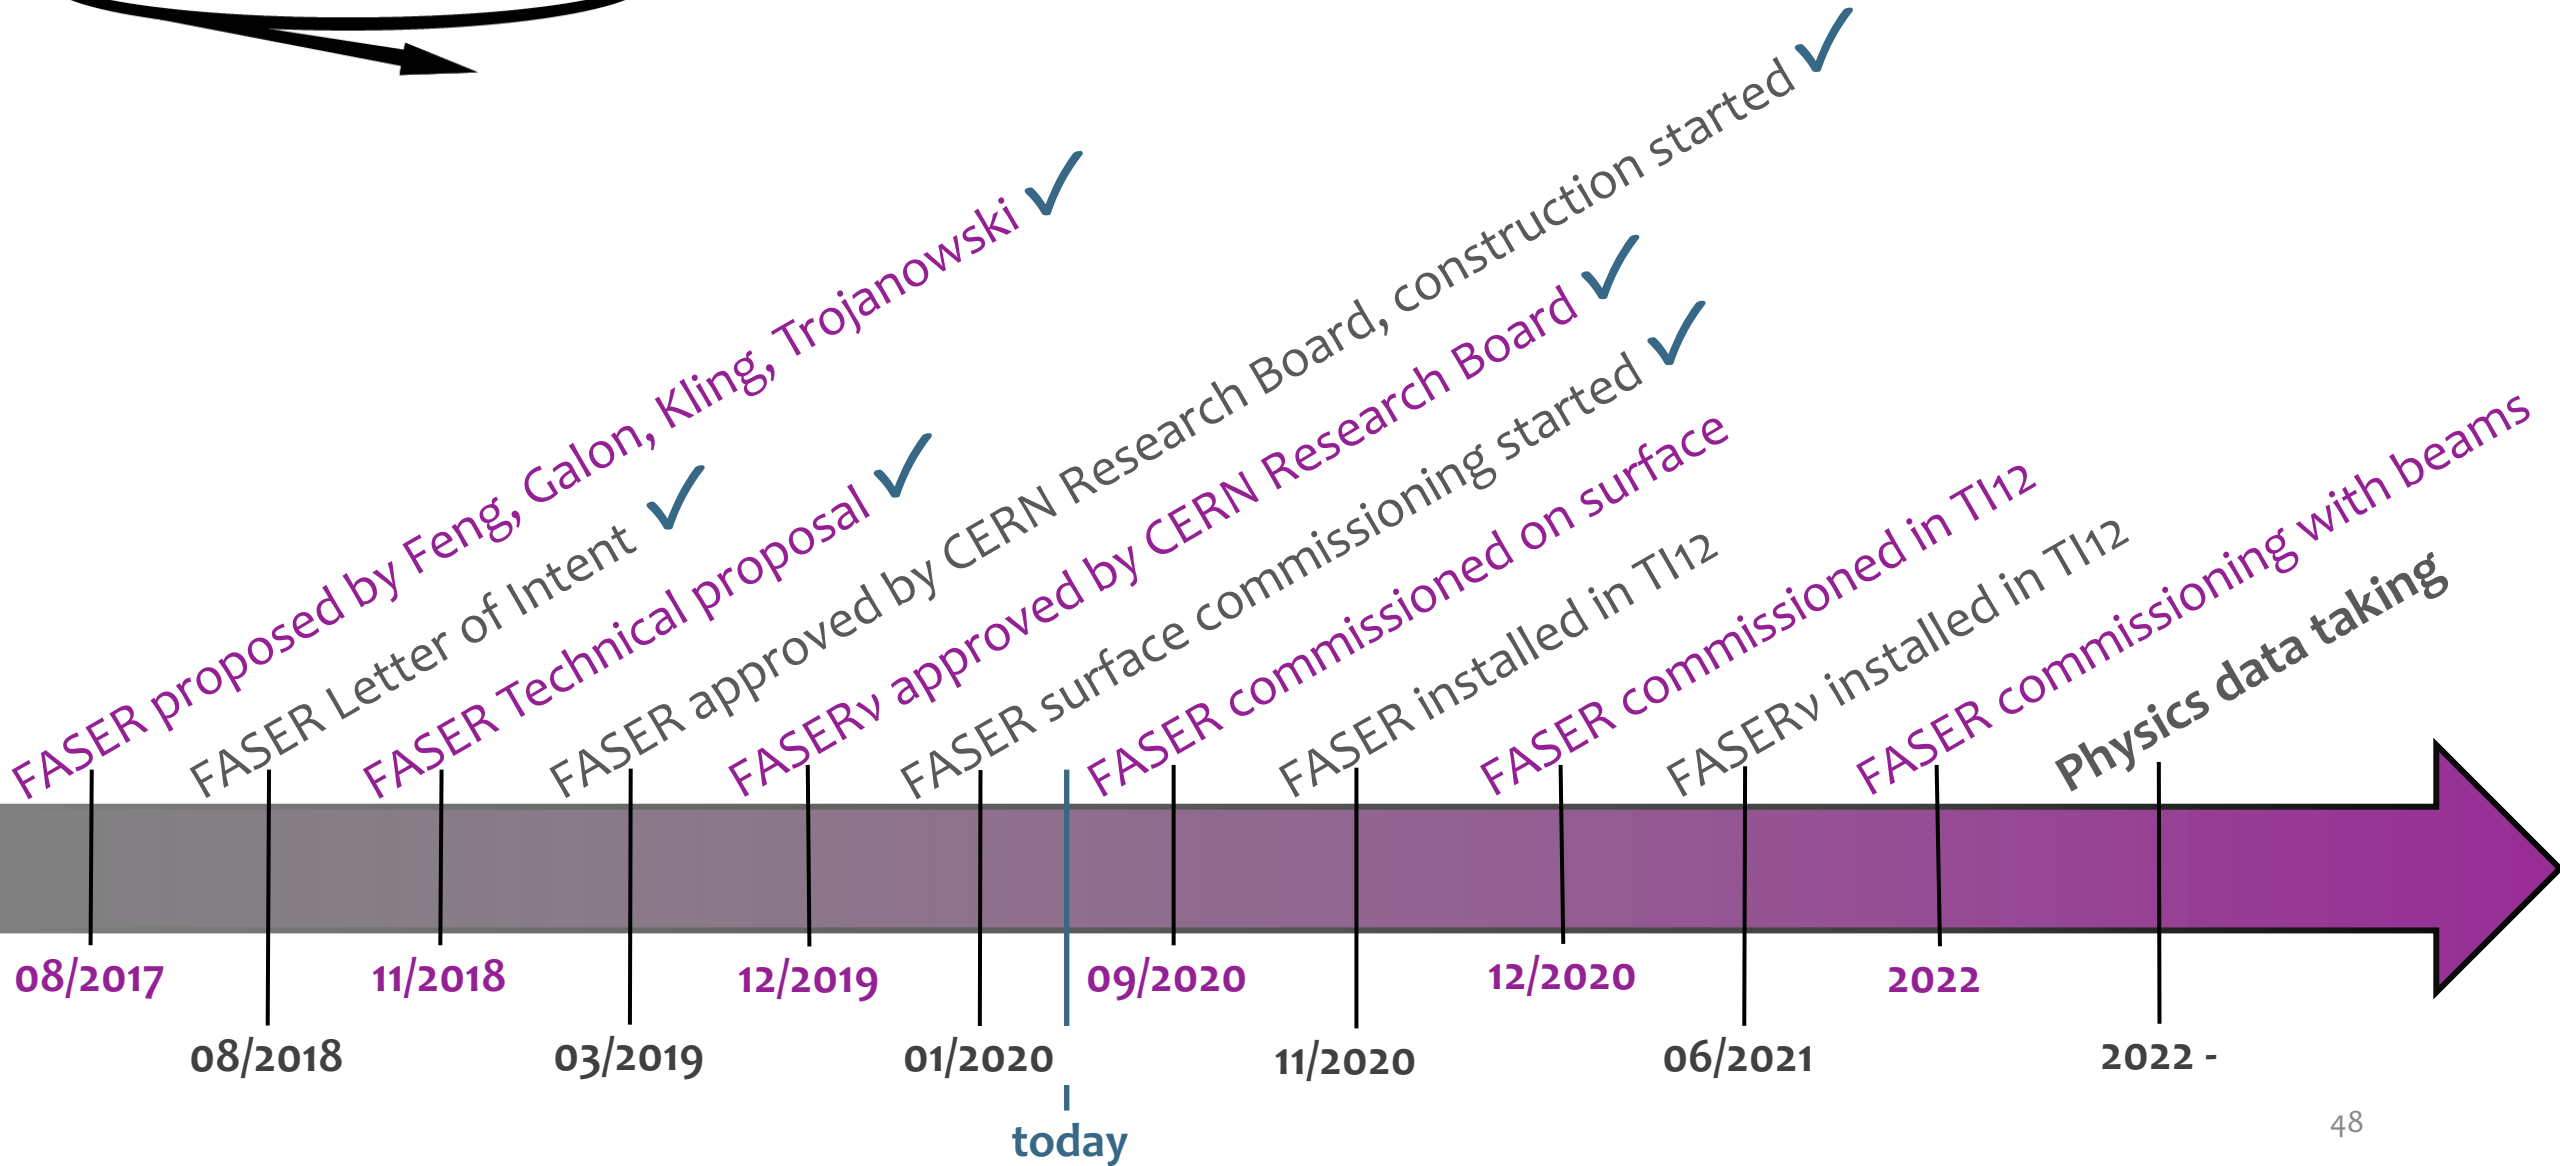 FASER proposed by Feng, Galon, Kling, Trojanowski ✓
FASER Letter of Intent ✓
FASER Technical proposal ✓
FASER approved by CERN Research Board, construction started ✓
FASERν approved by CERN Research Board ✓
FASER surface commissioning started ✓
FASER commissioned on surface
FASER installed in TI12
FASER commissioned in TI12
FASERν installed in TI12
FASER commissioning with beams
Physics data taking
08/2017
08/2018
11/2018
03/2019
12/2019
01/2020
today
09/2020
11/2020
12/2020
06/2021
2022
2022 -
48